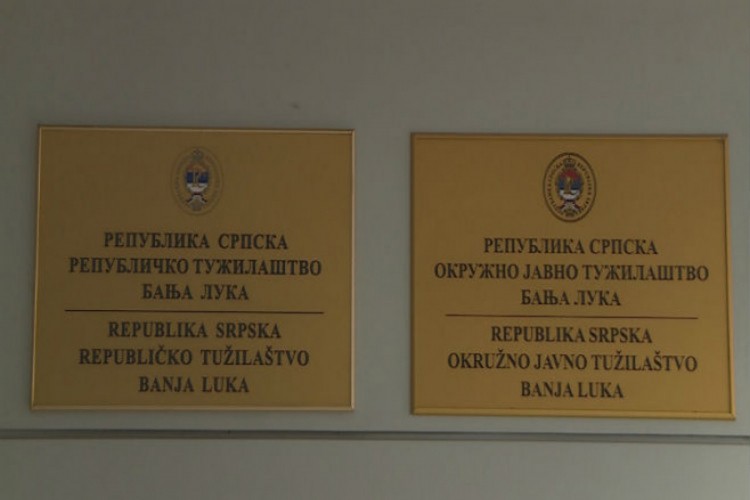 РЕПУБЛИКА СРПСКА
РЕПУБЛИЧКО ТУЖИЛАШТВО
БАЊА ЛУКА
REPUBLIKA SRPSKA
REPUBLIČKO TUŽILAŠTVO
BANJA LUKA
РЕПУБЛИКА СРПСКА
ОКРУЖНО ЈАВНО ТУЖИЛАШТВО
БАЊА ЛУКА
REPUBLIKA SRPSKA
OKRUŽNO JAVNO TUŽILAŠTVO
BANJA LUKA